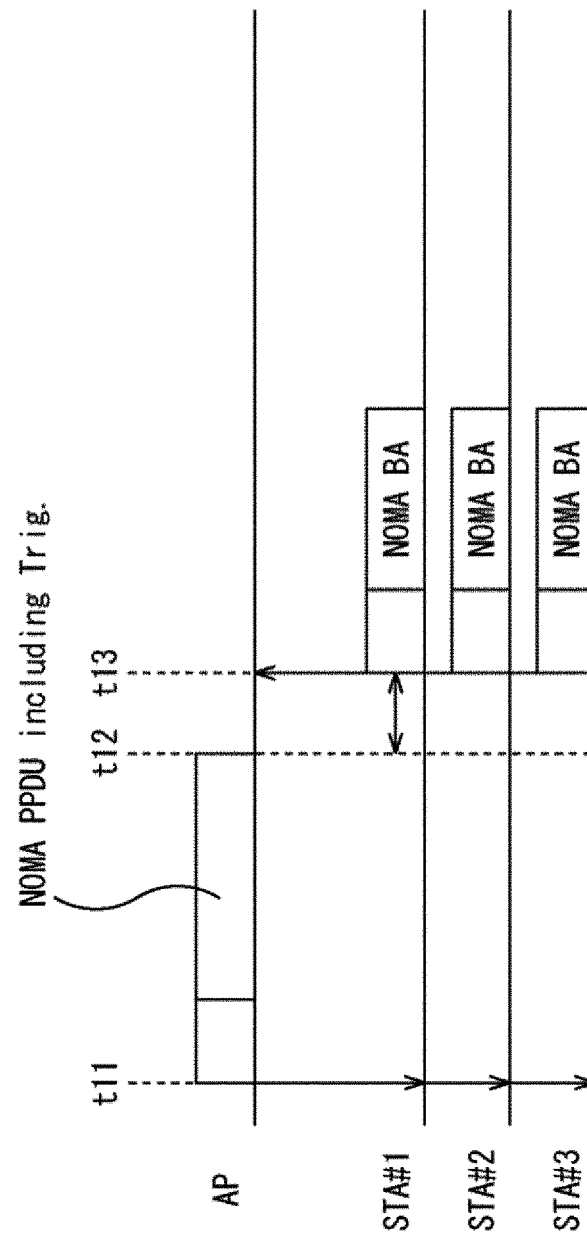 NOMA PPDU including Trig.
t11
t12
t13
AP
STA#1
NOMA BA
STA#2
NOMA BA
STA#3
NOMA BA